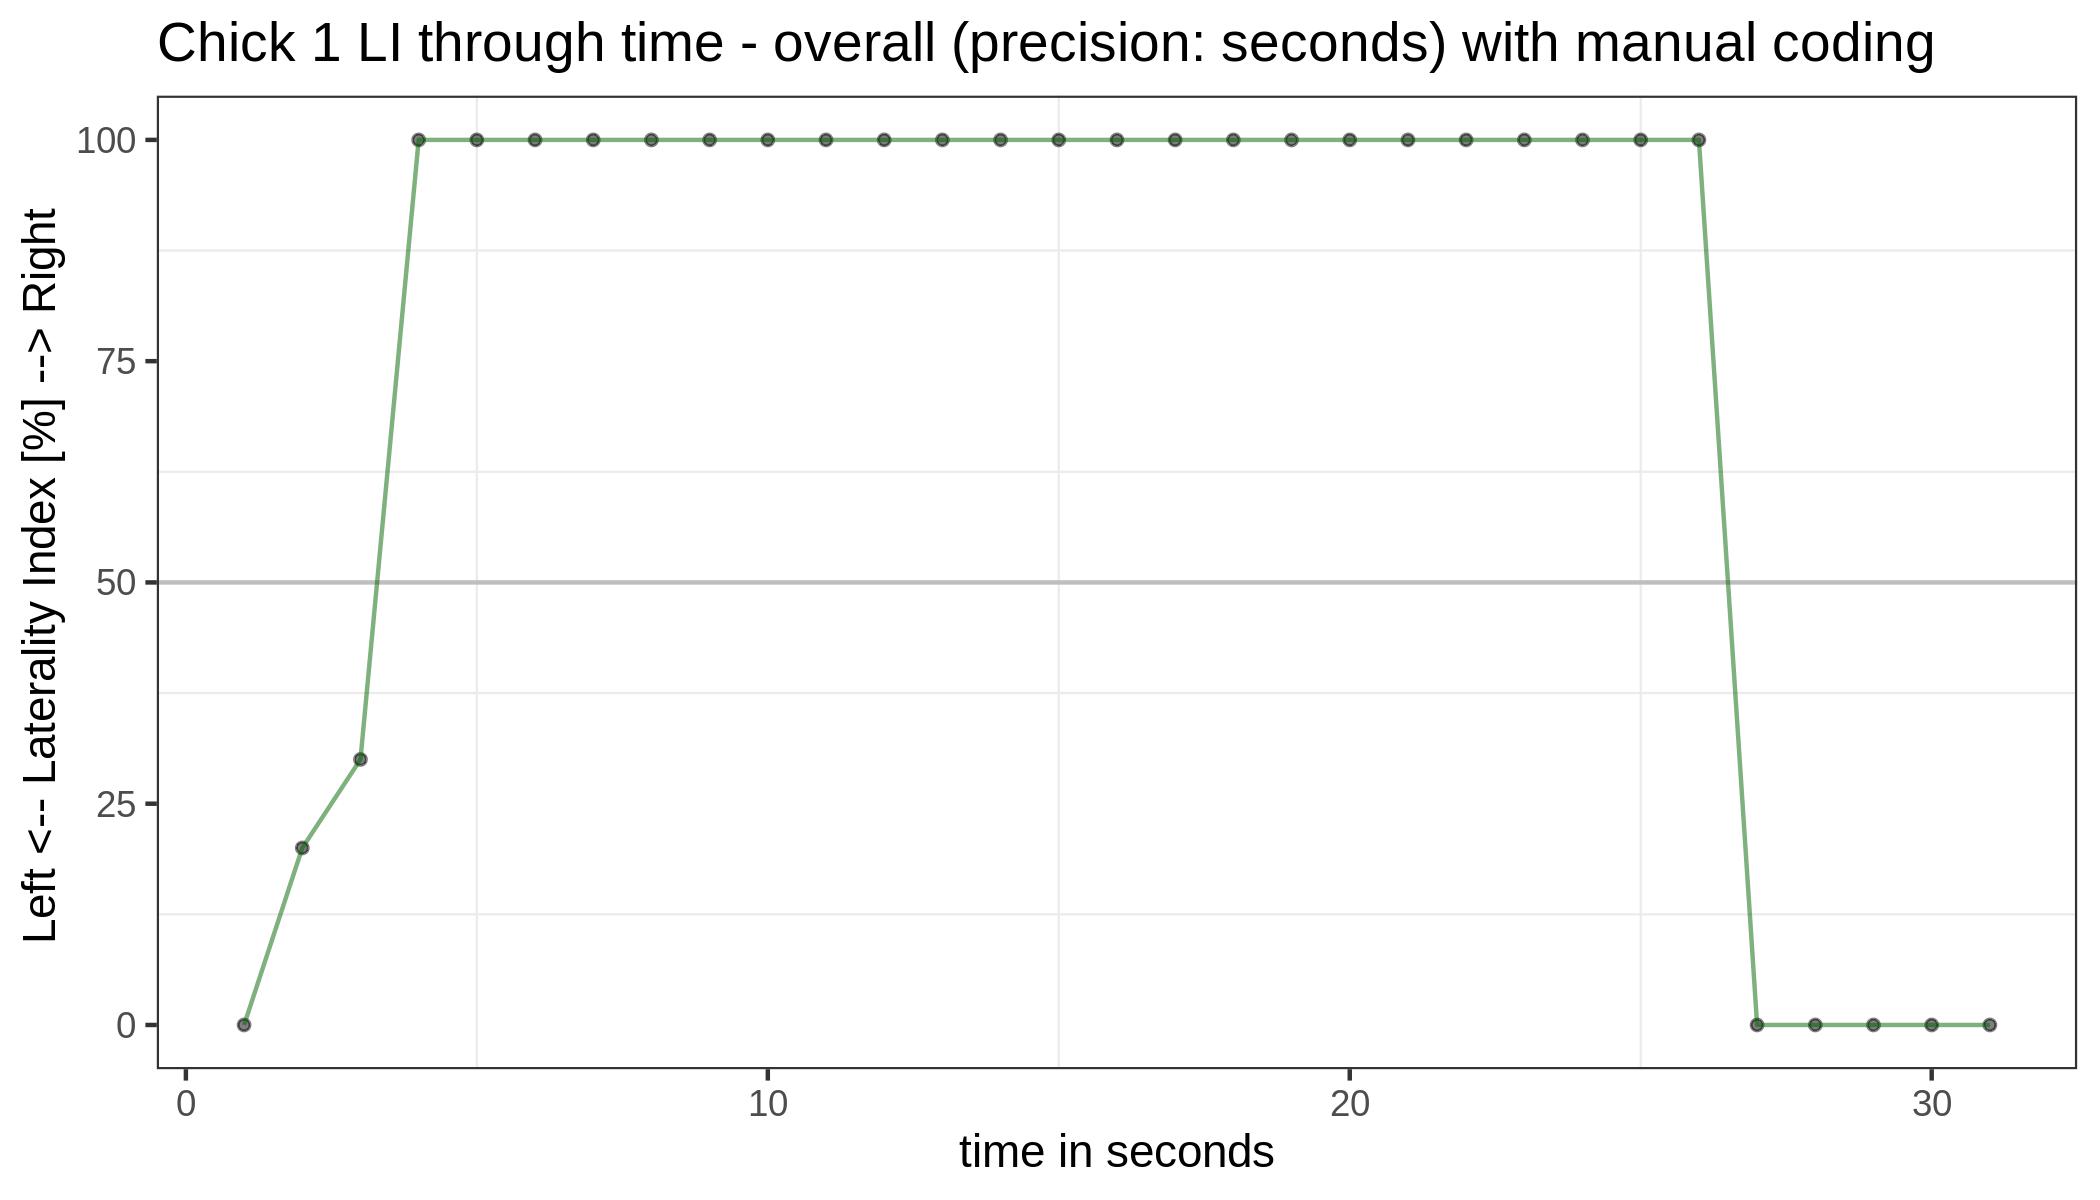 Chick 1 LI through time - overall (precision: seconds) with manual coding
Left <-- Laterality Index [%] --> Right
100
75
50
25
0
0 10 20 30
time in seconds